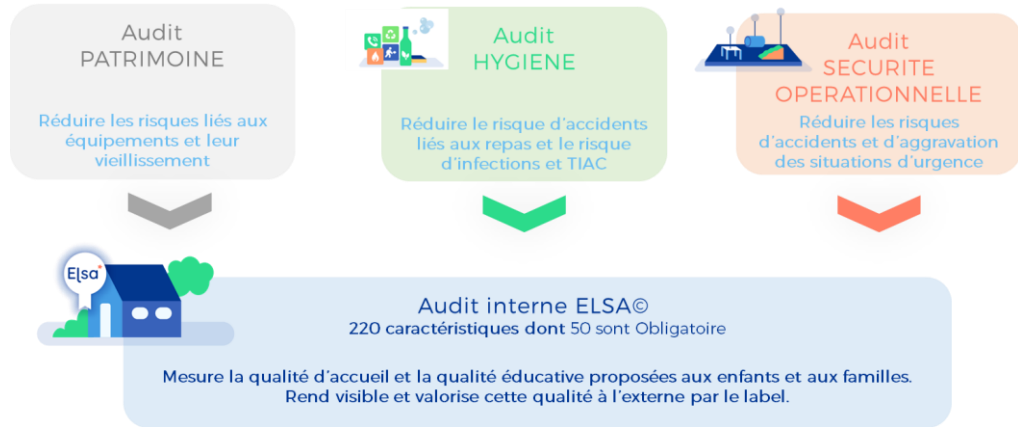 Audit
PATRIMOINE
Réduire les risques liés aux
équipements et leur
vieillissement
Audit
HYGIENE
Réduire le risque d'accidents
liés aux repas et le risque
d'infections et TIAC
Audit
SECURITE
OPERATIONNELLE
Réduire les risques
d'accidents et d'aggravation
des situations d'urgence
Elsa
Audit interne ELSA©
220 caractéristiques dont 50 sont Obligatoire
Mesure la qualité d'accueil et la qualité éducative proposées aux enfants et aux familles.
Rend visible et valorise cette qualité à l'externe par le label.